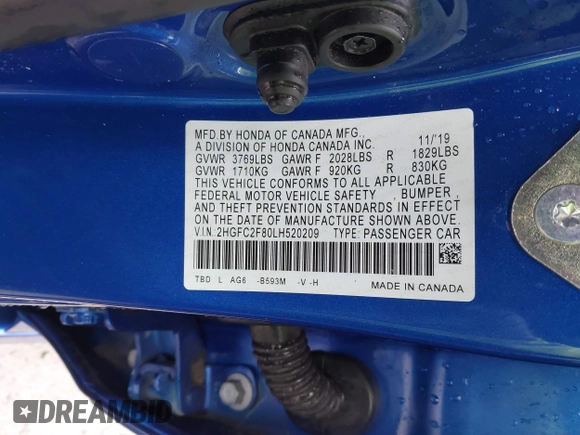 MFD.BY HONDA OF CANADA MFG., 11/'19
A DIVISION OF HONDA CANADA INC.
GVWR 3769LBS GAWR F 2028LBS R 1829LBS
GVWR 1710KG GAWR F 920KG R 830KG
THIS VEHICLE CONFORMS TO ALL APPLICABLE
FEDERAL MOTOR VEHICLE SAFETY , BUMPER ,
AND THEFT PREVENTION STANDARDS IN EFFECT
ON THE DATE OF MANUFACTURE SHOWN ABOVE.
V.I.N: 2HGFC2F80LH520209 TYPE: PASSENGER CAR
TBD L AG6 -B593M -V -H
MADE IN CANADA
DREAMBID